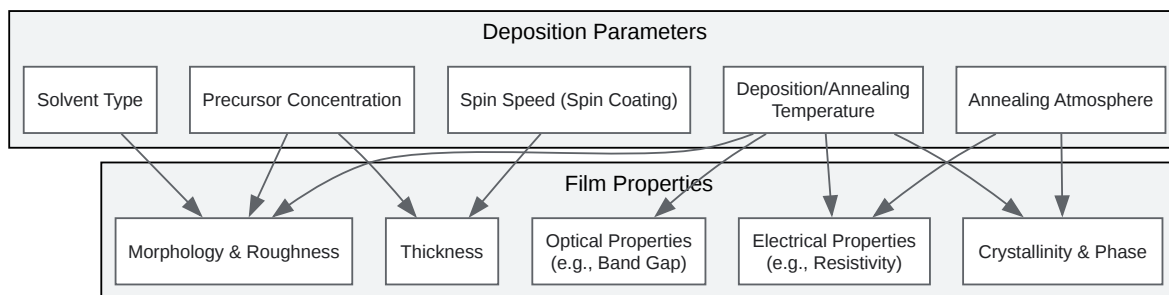 Deposition Parameters
Solvent Type
Precursor Concentration
Spin Speed (Spin Coating)
Deposition/Annealing
Temperature
Annealing Atmosphere
Film Properties
Morphology & Roughness
Thickness
Optical Properties
(e.g., Band Gap)
Electrical Properties
(e.g., Resistivity)
Crystallinity & Phase